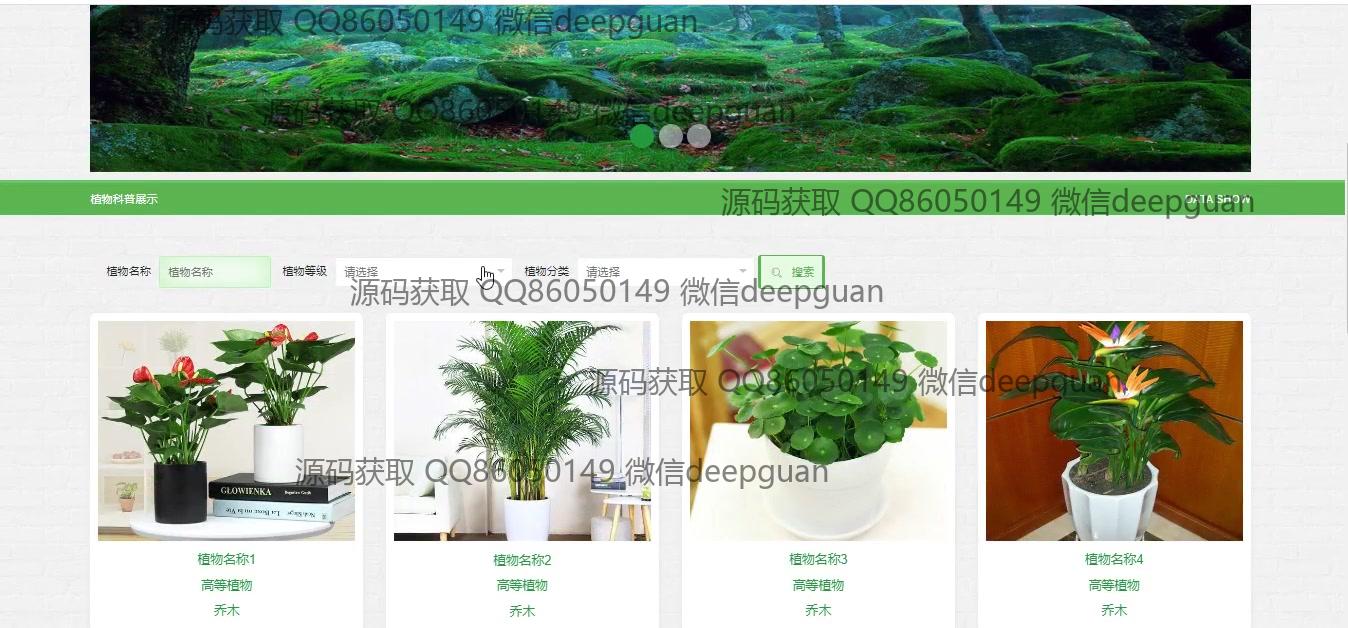 源码获取 QQ86050149 微信deepguan
源码获取 QQ86050149 微信deepguan
植物科普展示
源码获取 QQ86050149 微信deepguan
DATA SHOW
植物名称 植物名称 植物等级 请选择 植物分类 请选择 搜索
源码获取 QQ86050149 微信deepguan
源码获取 QQ86050149 微信deepguan
源码获取 QQ86050149 微信deepguan
GŁOWIENKA
植物名称1 植物名称2 植物名称3 植物名称4
高等植物 高等植物 高等植物 高等植物
乔木 乔木 乔木 乔木